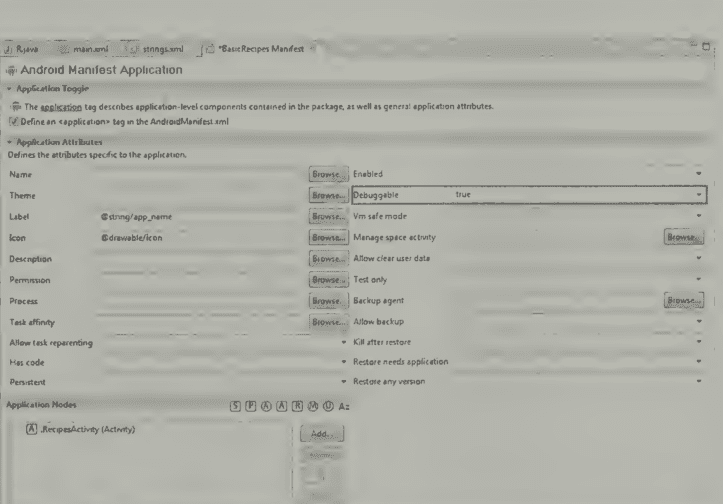 R.java main.xml strings.xml *BasicRecipes Manifest
Android Manifest Application
Application Toggle
The application tag describes application-level components contained in the package, as well as general application attributes.
Define an <application> tag in the AndroidManifest.xml
Application Attributes
Defines the attributes specific to the application.
Name Browse... Enabled
Theme Browse... Debuggable true
Label @string/app_name Browse... Vm safe mode
Icon @drawable/icon Browse... Manage space activity Browse...
Description Browse... Allow clear user data
Permission Browse... Test only
Process Browse... Backup agent Browse...
Task affinity Browse... Allow backup
Allow task reparenting Kill after restore
Has code Restore needs application
Persistent Restore any version
Application Nodes S P A A R M U Az
A .RecipesActivity (Activity) Add...